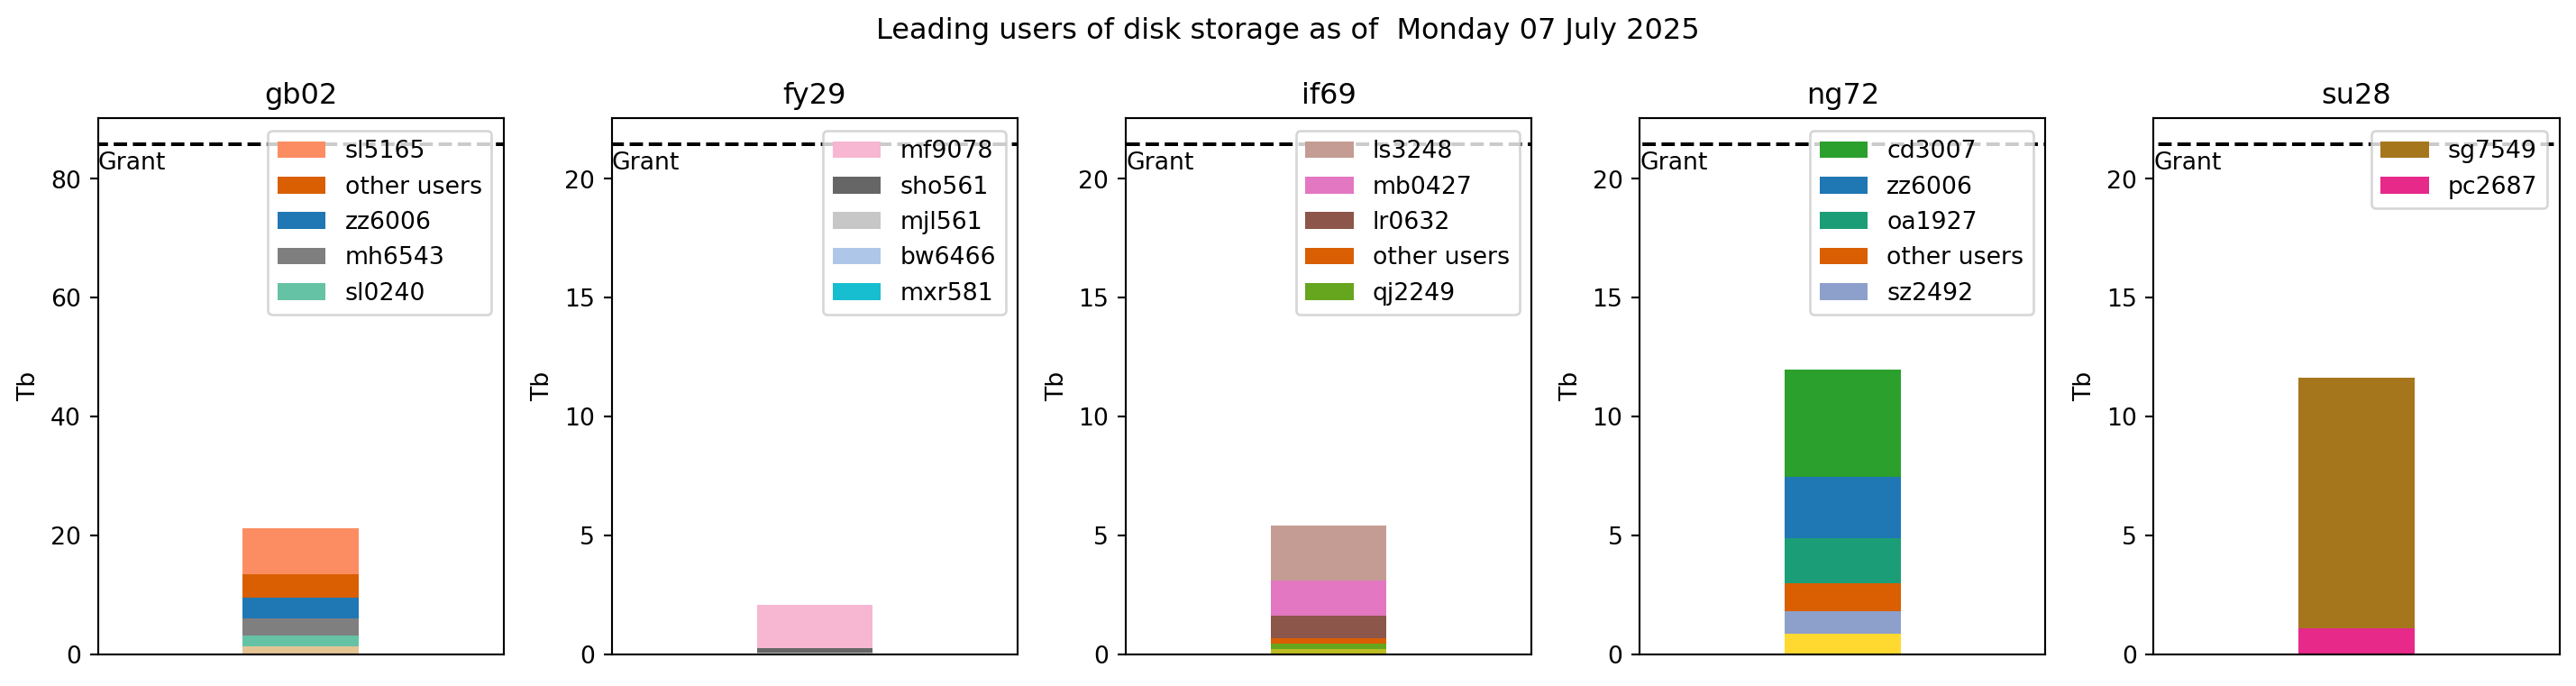 Leading users of disk storage as of  Monday 07 July 2025
gb02
Grant
sl5165
other users
zz6006
mh6543
sl0240
80
60
40
20
0
Tb
fy29
Grant
mf9078
sho561
mjl561
bw6466
mxr581
20
15
10
5
0
Tb
if69
Grant
ls3248
mb0427
lr0632
other users
qj2249
20
15
10
5
0
Tb
ng72
Grant
cd3007
zz6006
oa1927
other users
sz2492
20
15
10
5
0
Tb
su28
Grant
sg7549
pc2687
20
15
10
5
0
Tb